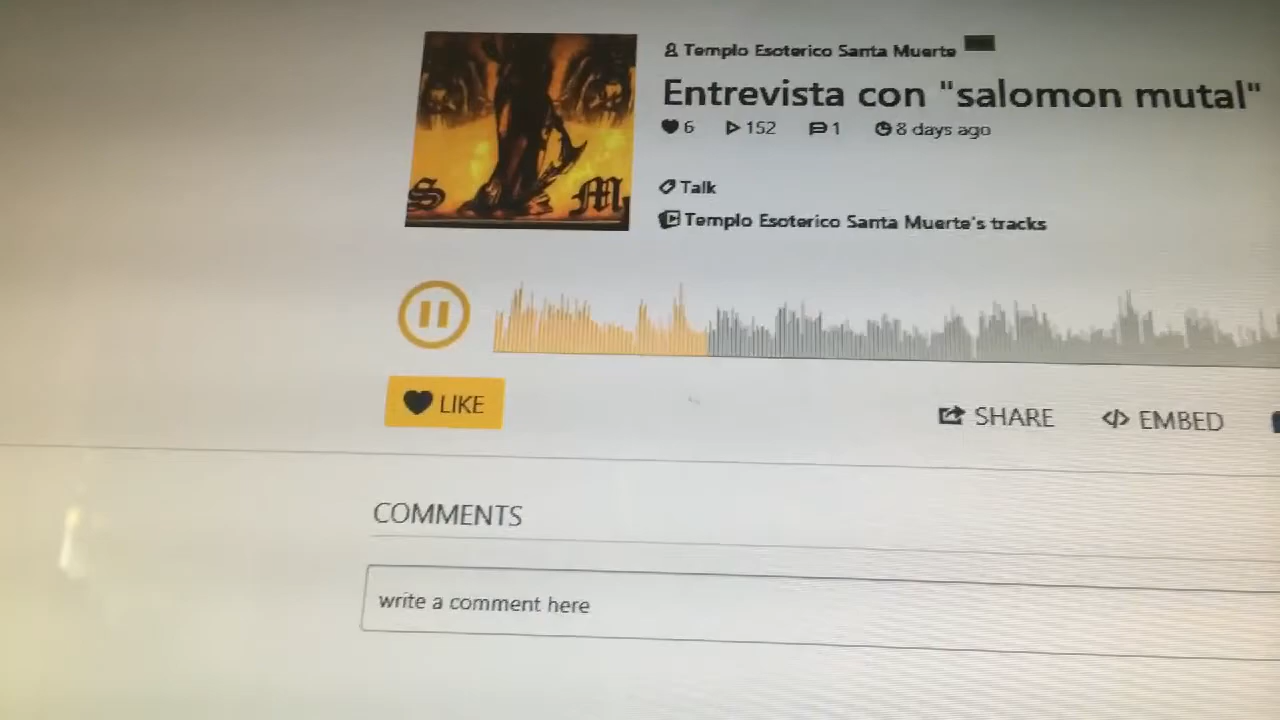 Templo Esoterico Santa Muerte
Entrevista con "salomon mutal"
6 152 1 8 days ago
Talk
Templo Esoterico Santa Muerte's tracks
S M
LIKE
SHARE EMBED
COMMENTS
write a comment here